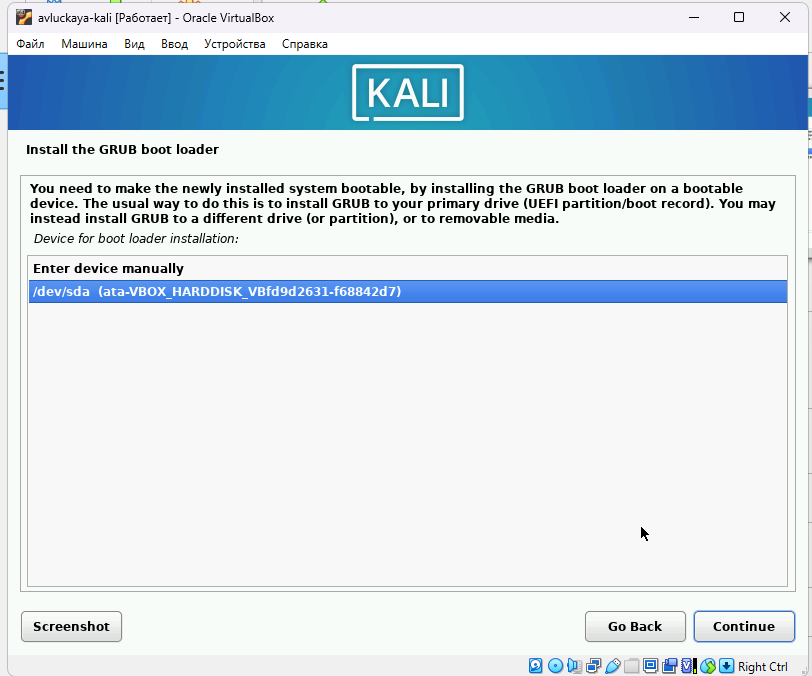 avluckaya-kali [Работает] - Oracle VirtualBox
Файл Машина Вид Ввод Устройства Справка
KALI
Install the GRUB boot loader
You need to make the newly installed system bootable, by installing the GRUB boot loader on a bootable
device. The usual way to do this is to install GRUB to your primary drive (UEFI partition/boot record). You may
instead install GRUB to a different drive (or partition), or to removable media.
Device for boot loader installation:
Enter device manually
/dev/sda (ata-VBOX_HARDDISK_VBfd9d2631-f68842d7)
Screenshot Go Back Continue
Right Ctrl